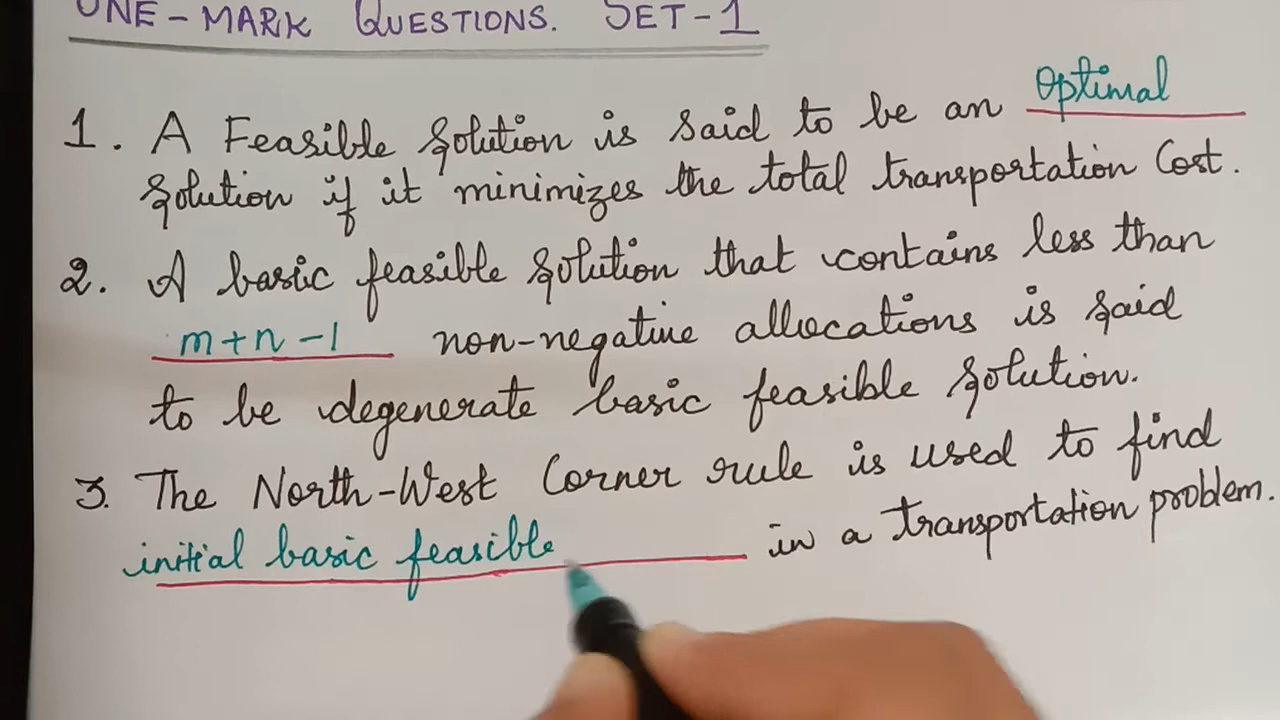 ONE-MARK QUESTIONS. SET-1
1. A Feasible Solution is said to be an Optimal
Solution if it minimizes the total transportation Cost.
2. A basic feasible Solution that contains less than
m+n-1 non-negative allocations is said
to be degenerate basic feasible Solution.
3. The North-West Corner rule is used to find
initial basic feasible in a transportation problem.